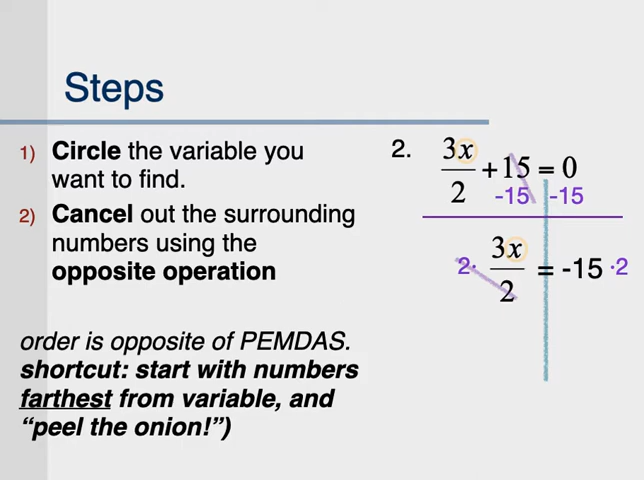 Steps
1) Circle the variable you
want to find.
2) Cancel out the surrounding
numbers using the
opposite operation
order is opposite of PEMDAS.
shortcut: start with numbers
farthest from variable, and
“peel the onion!”)
2. 3x/2 + 15 = 0
-15 -15
2· 3x/2 = -15 ·2